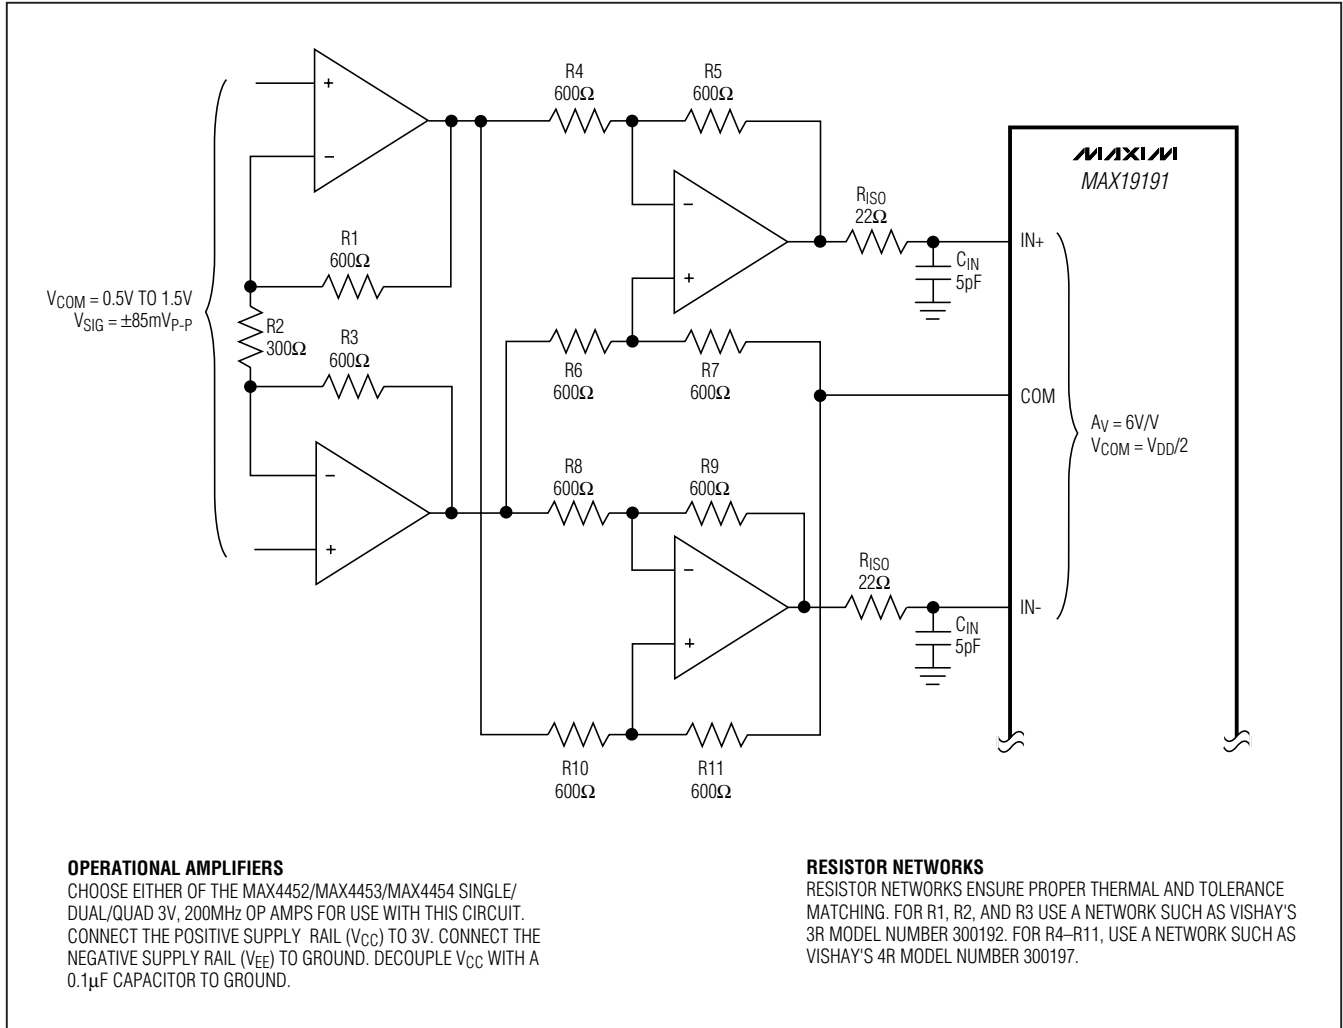 R4
600Ω
R5
600Ω
+
−
MAXIM
MAX19191
R1
600Ω
−
+
RISO
22Ω
IN+
CIN
5pF
VCOM = 0.5V TO 1.5V
VSIG = ±85mVP-P
R2
300Ω
R3
600Ω
R6
600Ω
R7
600Ω
COM
AV = 6V/V
VCOM = VDD/2
R8
600Ω
R9
600Ω
−
+
−
+
RISO
22Ω
IN-
CIN
5pF
R10
600Ω
R11
600Ω
OPERATIONAL AMPLIFIERS
CHOOSE EITHER OF THE MAX4452/MAX4453/MAX4454 SINGLE/
DUAL/QUAD 3V, 200MHz OP AMPS FOR USE WITH THIS CIRCUIT.
CONNECT THE POSITIVE SUPPLY RAIL (VCC) TO 3V. CONNECT THE
NEGATIVE SUPPLY RAIL (VEE) TO GROUND. DECOUPLE VCC WITH A
0.1μF CAPACITOR TO GROUND.
RESISTOR NETWORKS
RESISTOR NETWORKS ENSURE PROPER THERMAL AND TOLERANCE
MATCHING. FOR R1, R2, AND R3 USE A NETWORK SUCH AS VISHAY'S
3R MODEL NUMBER 300192. FOR R4–R11, USE A NETWORK SUCH AS
VISHAY'S 4R MODEL NUMBER 300197.